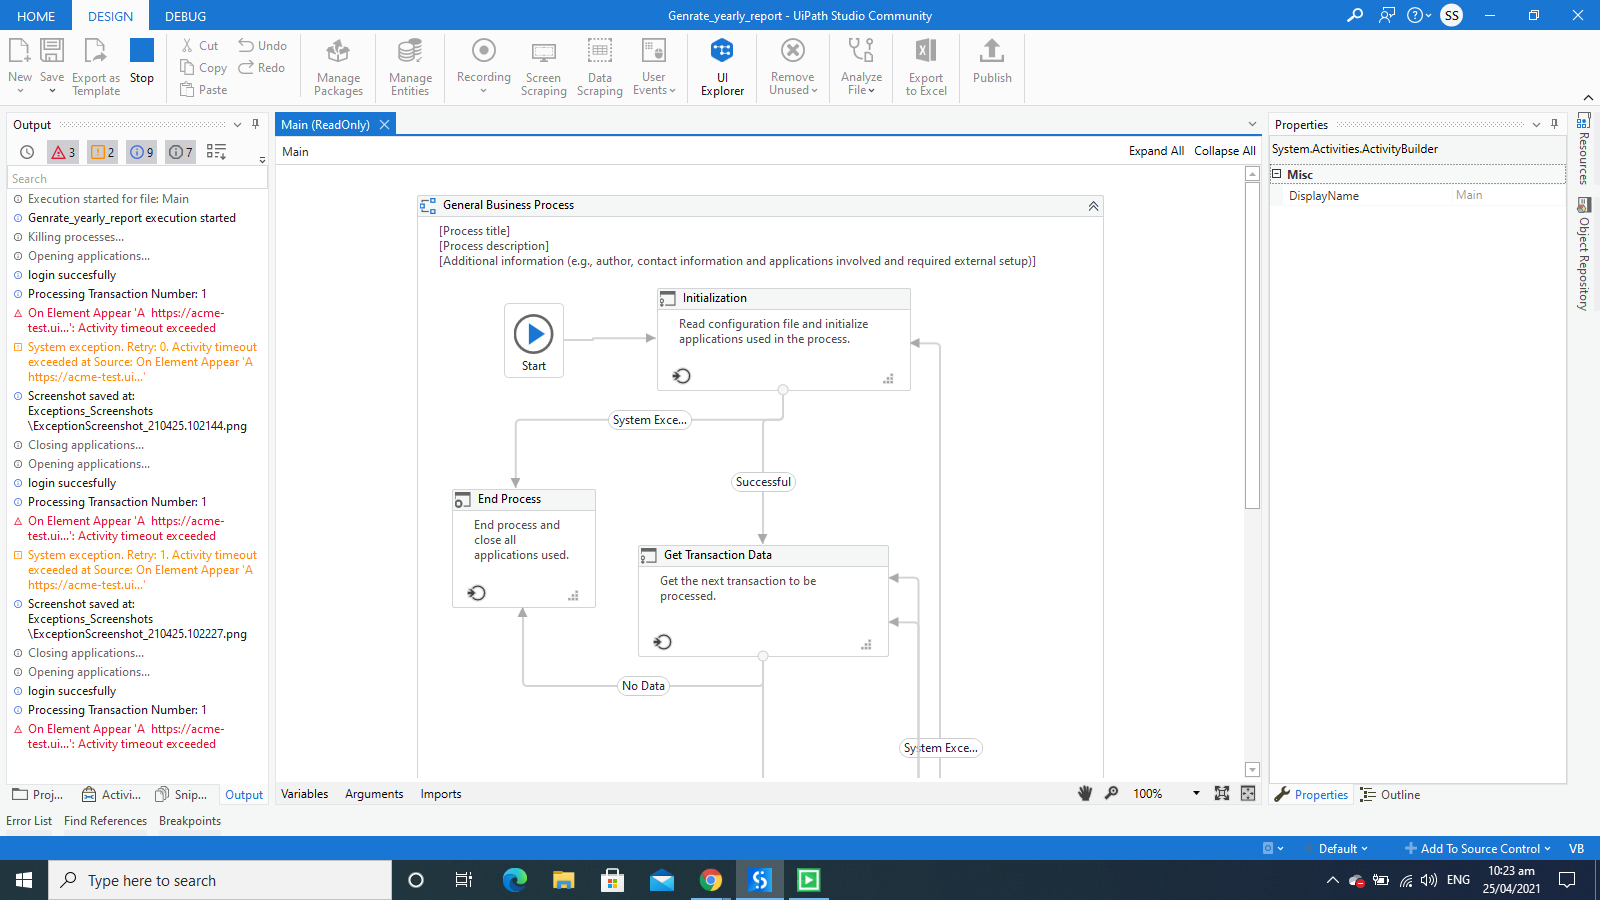 HOME DESIGN DEBUG
Genrate_yearly_report - UiPath Studio Community
SS
New Save Export as Template Stop
Cut Undo
Copy Redo
Paste
Manage Packages
Manage Entities
Recording
Screen Scraping
Data Scraping
User Events
UI Explorer
Remove Unused
Analyze File
Export to Excel
Publish
Output
3 2 9 7
Search
Execution started for file: Main
Genrate_yearly_report execution started
Killing processes...
Opening applications...
login succesfully
Processing Transaction Number: 1
On Element Appear 'A  https://acme-
test.ui...': Activity timeout exceeded
System exception. Retry: 0. Activity timeout
exceeded at Source: On Element Appear 'A
https://acme-test.ui...'
Screenshot saved at:
Exceptions_Screenshots
\ExceptionScreenshot_210425.102144.png
Closing applications...
Opening applications...
login succesfully
Processing Transaction Number: 1
On Element Appear 'A  https://acme-
test.ui...': Activity timeout exceeded
System exception. Retry: 1. Activity timeout
exceeded at Source: On Element Appear 'A
https://acme-test.ui...'
Screenshot saved at:
Exceptions_Screenshots
\ExceptionScreenshot_210425.102227.png
Closing applications...
Opening applications...
login succesfully
Processing Transaction Number: 1
On Element Appear 'A  https://acme-
test.ui...': Activity timeout exceeded
Proj... Activi... Snip... Output
Main (ReadOnly)
Main
Expand All Collapse All
General Business Process
[Process title]
[Process description]
[Additional information (e.g., author, contact information and applications involved and required external setup)]
Start
Initialization
Read configuration file and initialize
applications used in the process.
System Exce...
Successful
End Process
End process and
close all
applications used.
Get Transaction Data
Get the next transaction to be
processed.
No Data
System Exce...
Variables Arguments Imports
100%
Properties
System.Activities.ActivityBuilder
Misc
DisplayName Main
Properties Outline
Resources
Object Repository
Error List Find References Breakpoints
Default Add To Source Control VB
Type here to search
ENG
10:23 am
25/04/2021